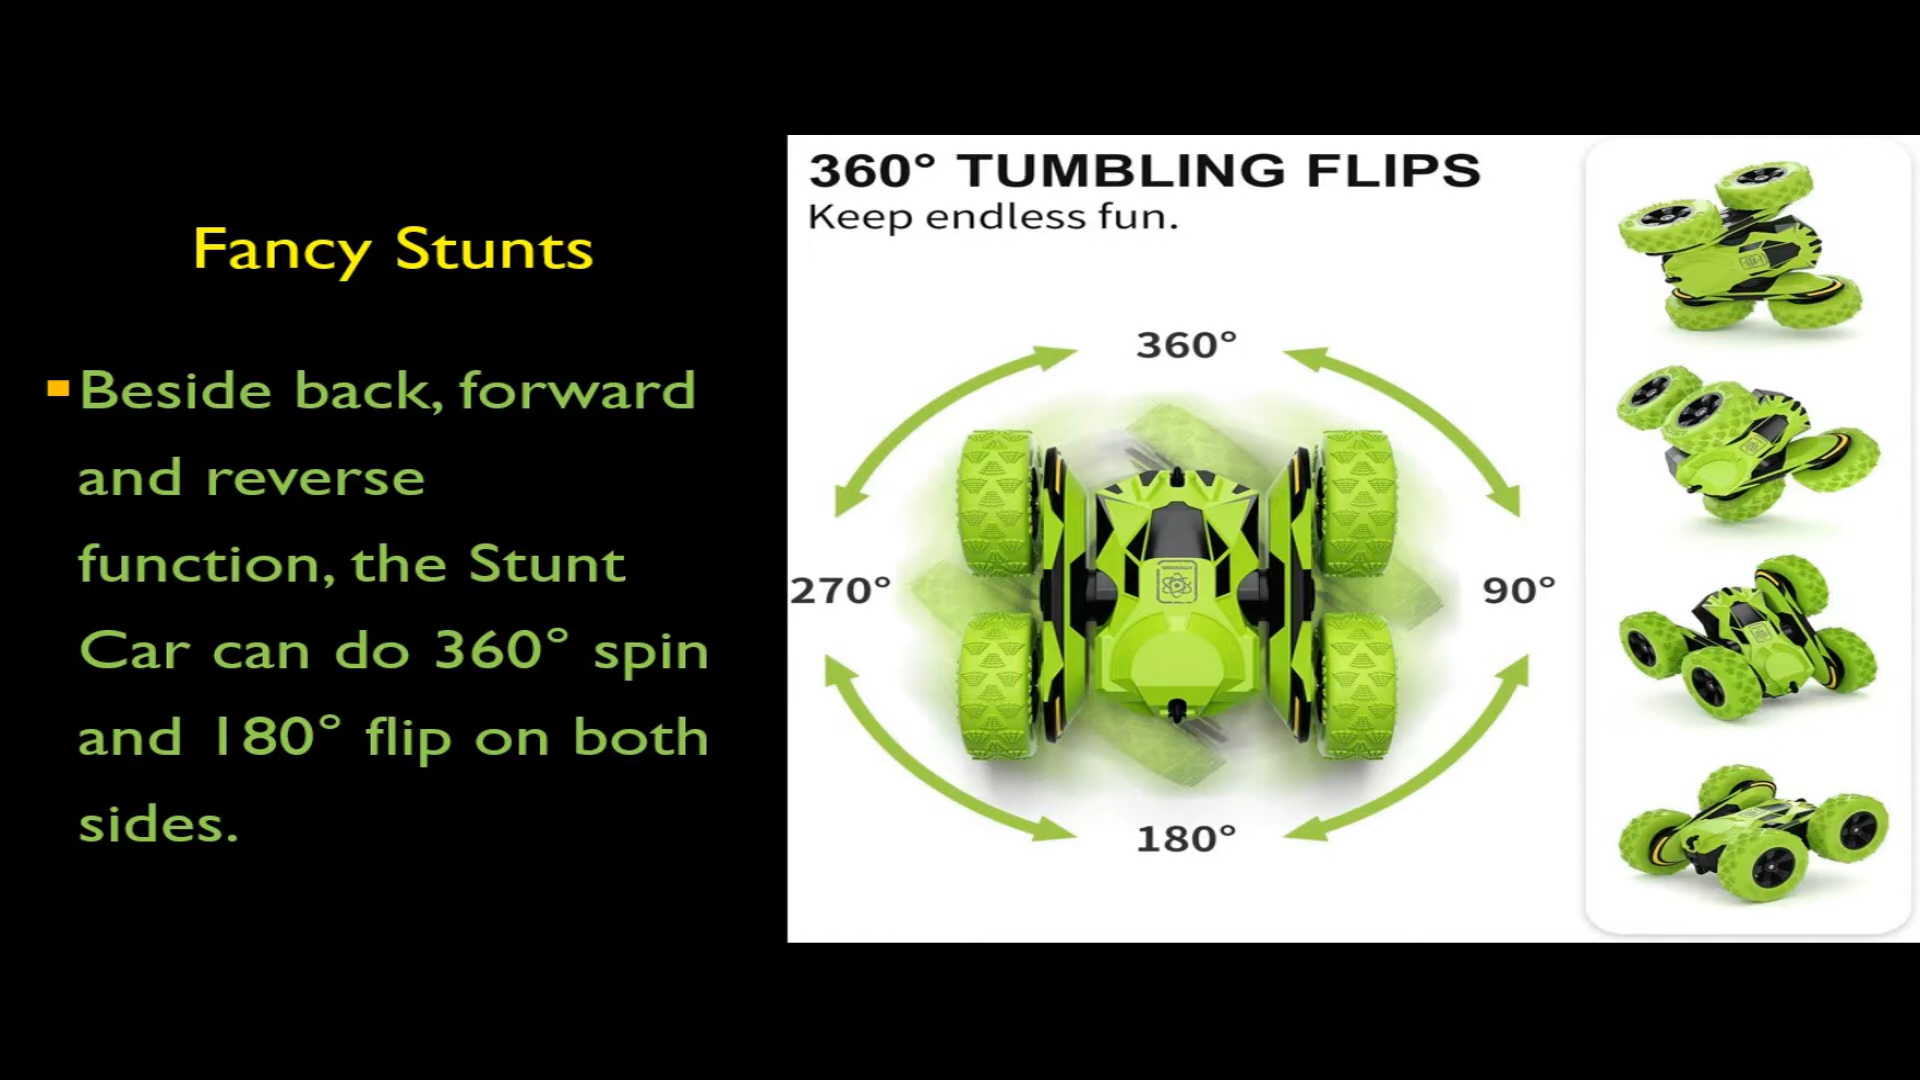 Fancy Stunts
Beside back, forward
and reverse
function, the Stunt
Car can do 360° spin
and 180° flip on both
sides.
360° TUMBLING FLIPS
Keep endless fun.
360°
270°
90°
180°